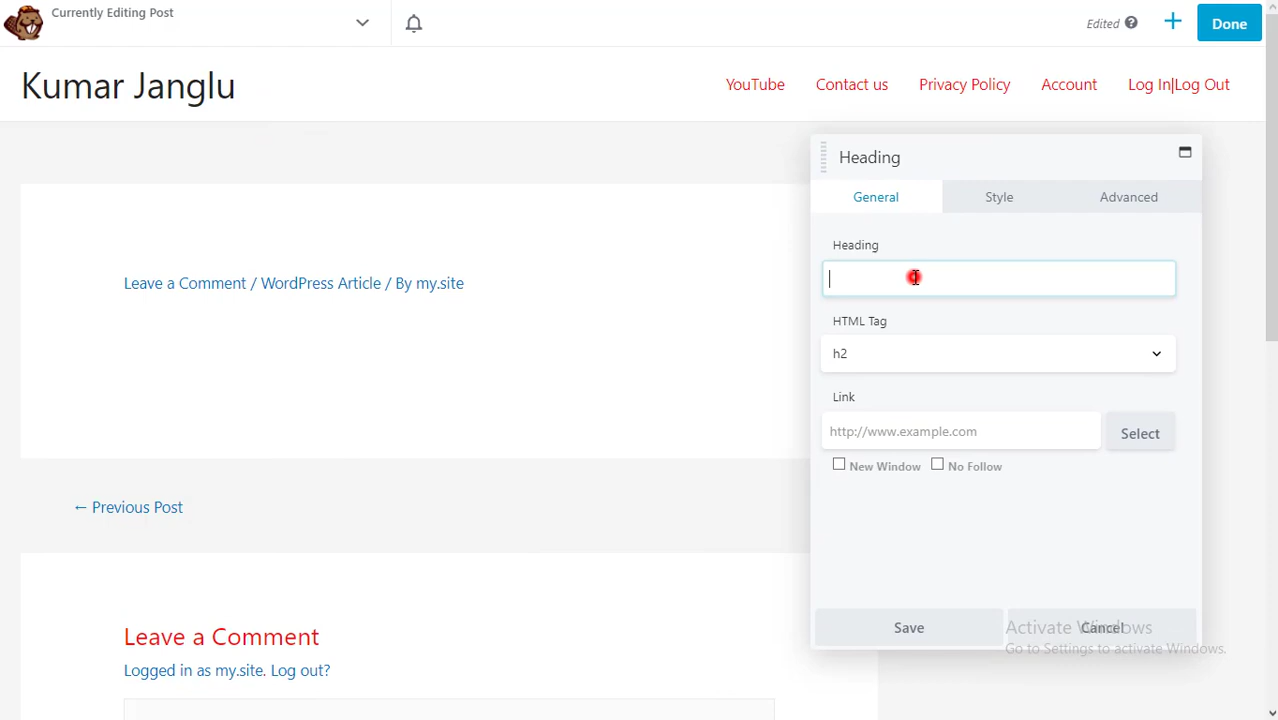 Currently Editing Post
Edited
Done
Kumar Janglu
YouTube Contact us Privacy Policy Account Log In|Log Out
Heading
General Style Advanced
Leave a Comment / WordPress Article / By my.site
Heading
HTML Tag
h2
Link
http://www.example.com Select
New Window No Follow
← Previous Post
Save Cancel
Activate Windows
Go to Settings to activate Windows.
Leave a Comment
Logged in as my.site. Log out?